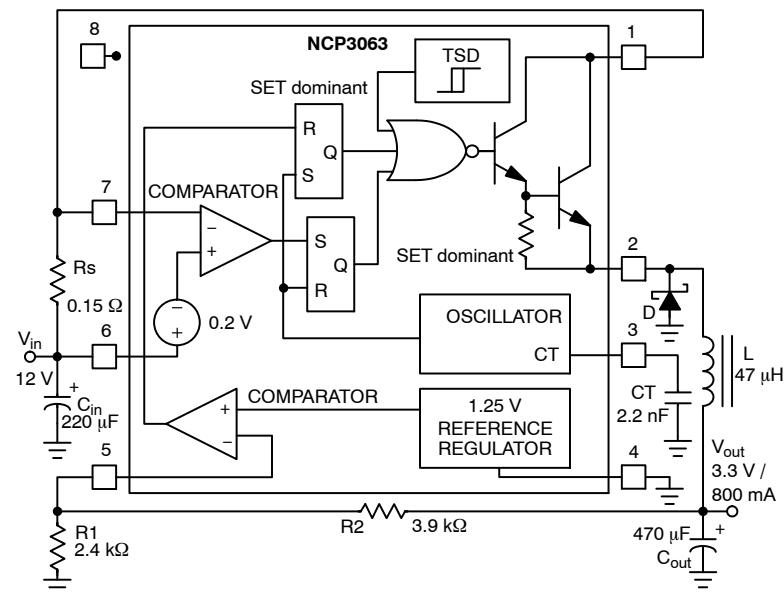 8
NCP3063
1
TSD
SET dominant
R
Q
S
7
COMPARATOR
−
+
S
Q
R
SET dominant
2
Rs
0.15 Ω
−
+
0.2 V
D
OSCILLATOR
CT
3
L
47 μH
Vin
12 V
6
+
Cin
220 μF
CT
2.2 nF
COMPARATOR
+
−
1.25 V
REFERENCE
REGULATOR
5
4
Vout
3.3 V /
800 mA
R1
2.4 kΩ
R2
3.9 kΩ
470 μF
+
Cout